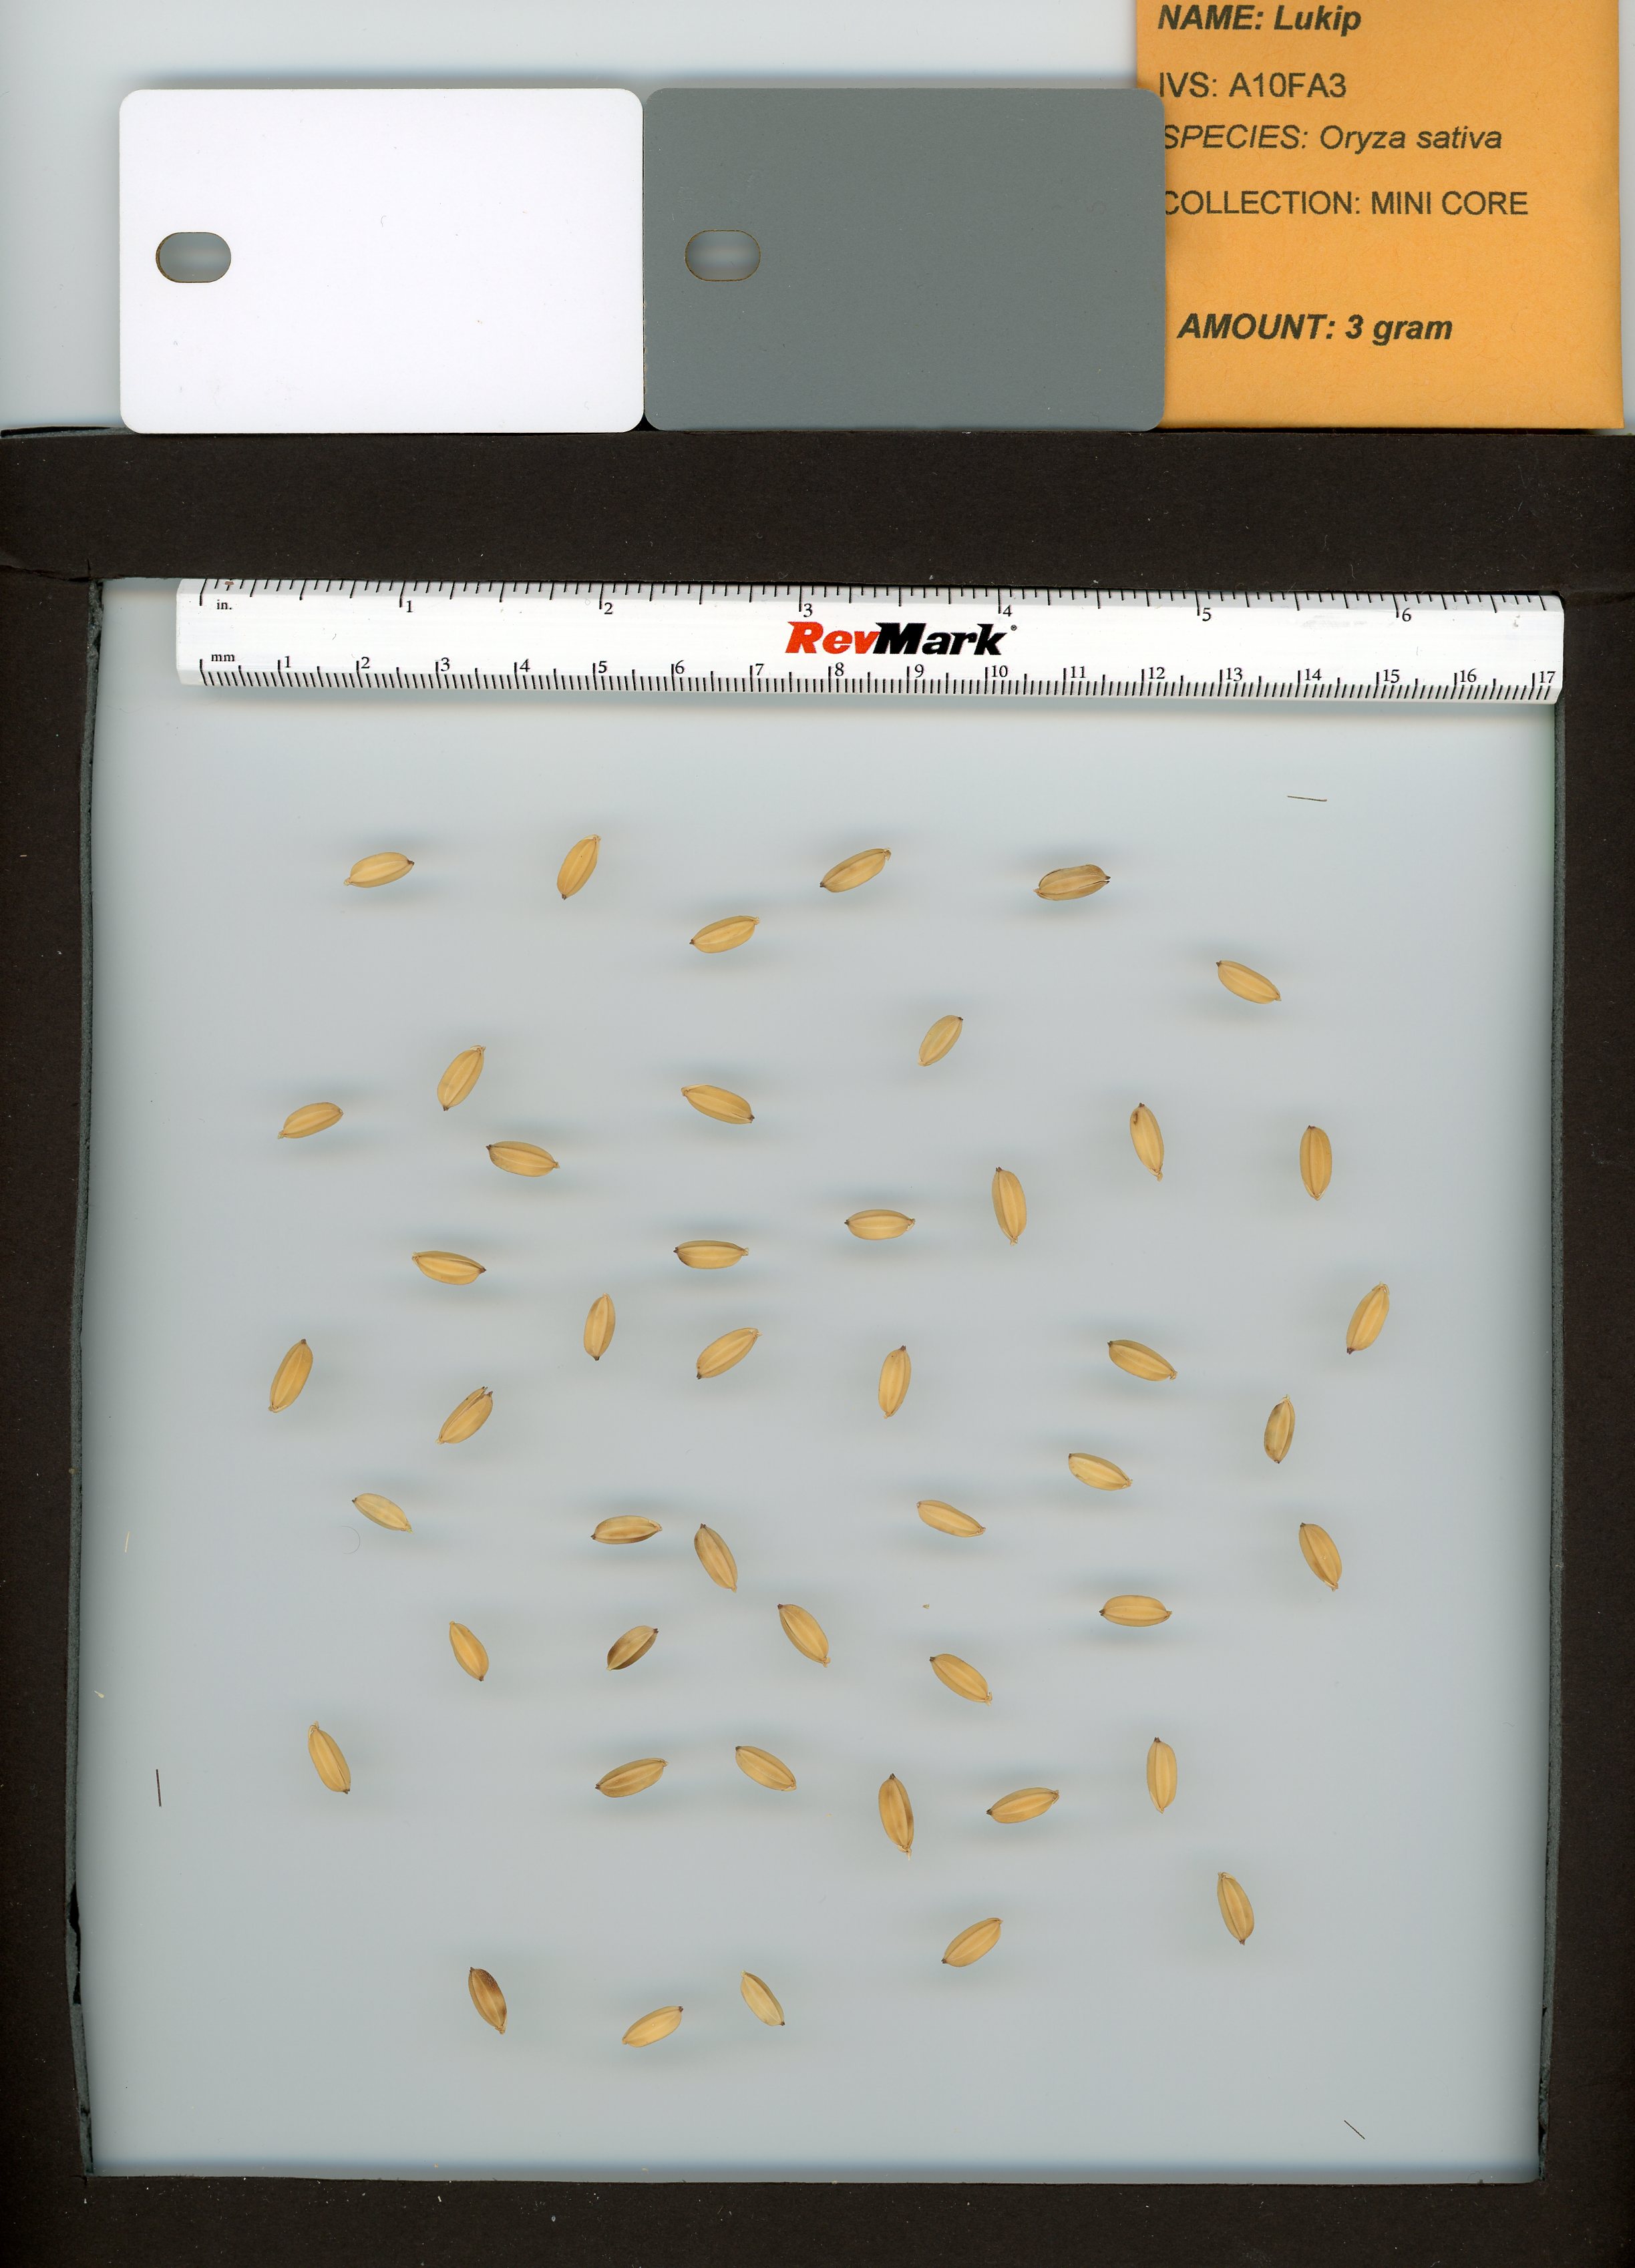 NAME: Lukip
IVS: A10FA3
SPECIES: Oryza sativa
COLLECTION: MINI CORE
AMOUNT: 3 gram
in. 1 2 3 4 5 6
RevMark®
mm 1 2 3 4 5 6 7 8 9 10 11 12 13 14 15 16 17